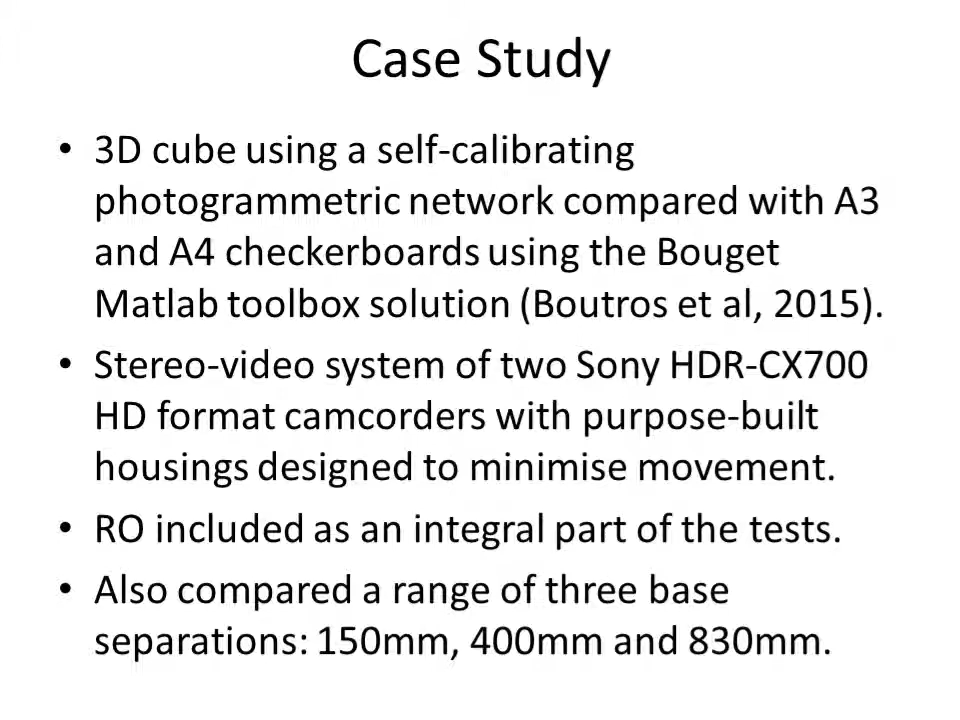 Case Study
• 3D cube using a self-calibrating
photogrammetric network compared with A3
and A4 checkerboards using the Bouget
Matlab toolbox solution (Boutros et al, 2015).
• Stereo-video system of two Sony HDR-CX700
HD format camcorders with purpose-built
housings designed to minimise movement.
• RO included as an integral part of the tests.
• Also compared a range of three base
separations: 150mm, 400mm and 830mm.